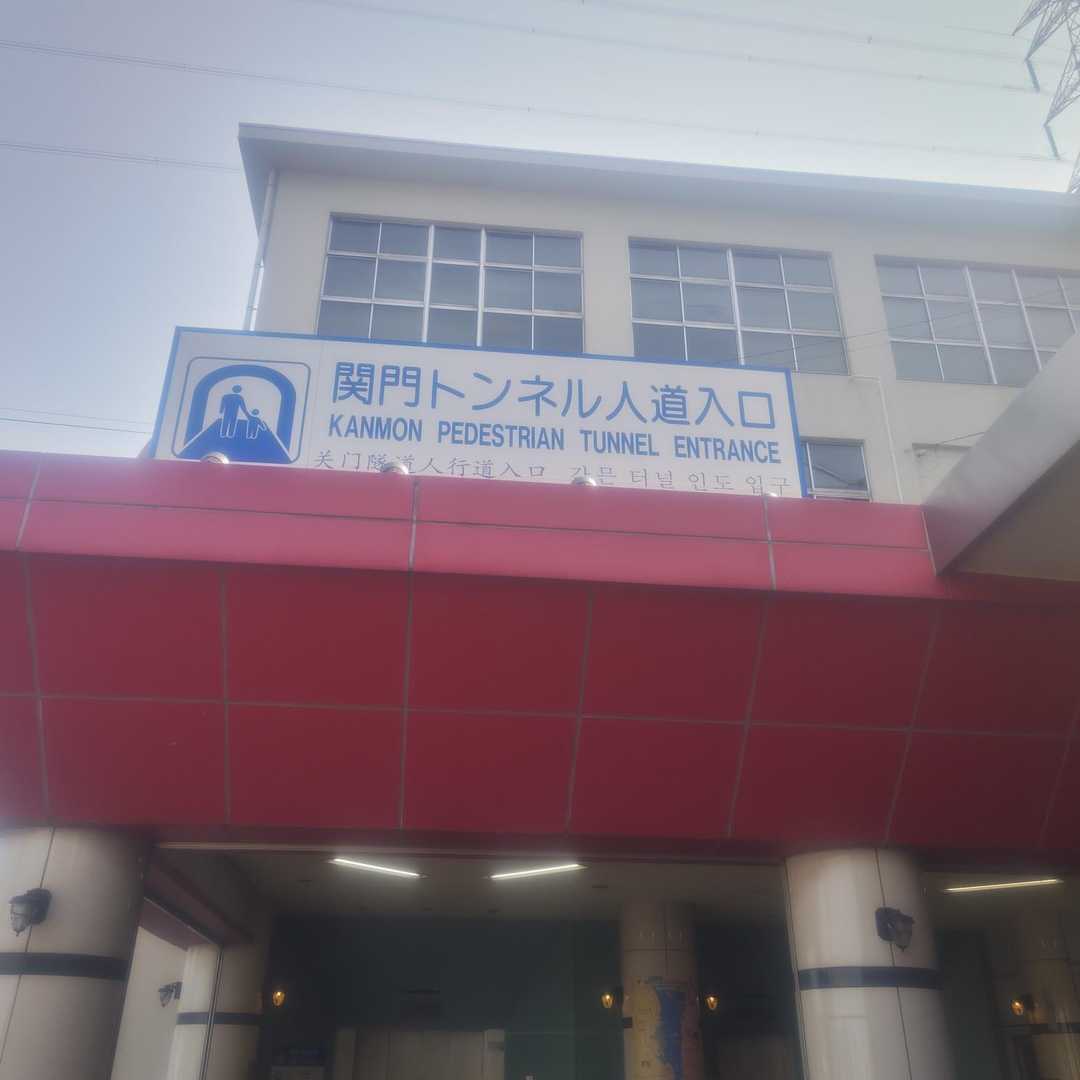 関門トンネル人道入口
KANMON PEDESTRIAN TUNNEL ENTRANCE
关门隧道人行道入口 간몬 터널 인도 입구